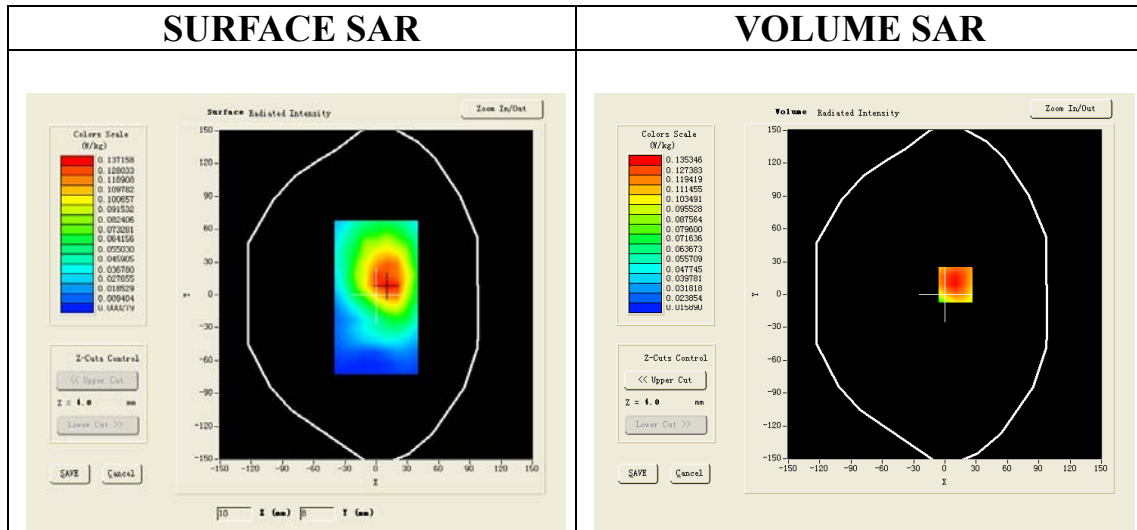 SURFACE SAR
VOLUME SAR
Surface Radiated Intensity
Zoom In/Out
Colors Scale
(W/kg)
0.137158
0.128033
0.118908
0.109782
0.100657
0.091532
0.082406
0.073281
0.064156
0.055030
0.045905
0.036780
0.027655
0.018529
0.009404
0.000279
150
120
90
60
30
0
-30
-60
-90
-120
-150
Y
-150 -120 -90 -60 -30 0 30 60 90 120 150
X
Z-Cuts Control
<< Upper Cut
Z = 4.0 mm
Lower Cut >>
SAVE Cancel
10 X (mm) 8 Y (mm)
Volume Radiated Intensity
Zoom In/Out
Colors Scale
(W/kg)
0.135346
0.127383
0.119419
0.111455
0.103491
0.095528
0.087564
0.079600
0.071636
0.063673
0.055709
0.047745
0.039781
0.031818
0.023854
0.015890
150
120
90
60
30
0
-30
-60
-90
-120
-150
Y
-150 -120 -90 -60 -30 0 30 60 90 120 150
X
Z-Cuts Control
<< Upper Cut
Z = 4.0 mm
Lower Cut >>
SAVE Cancel